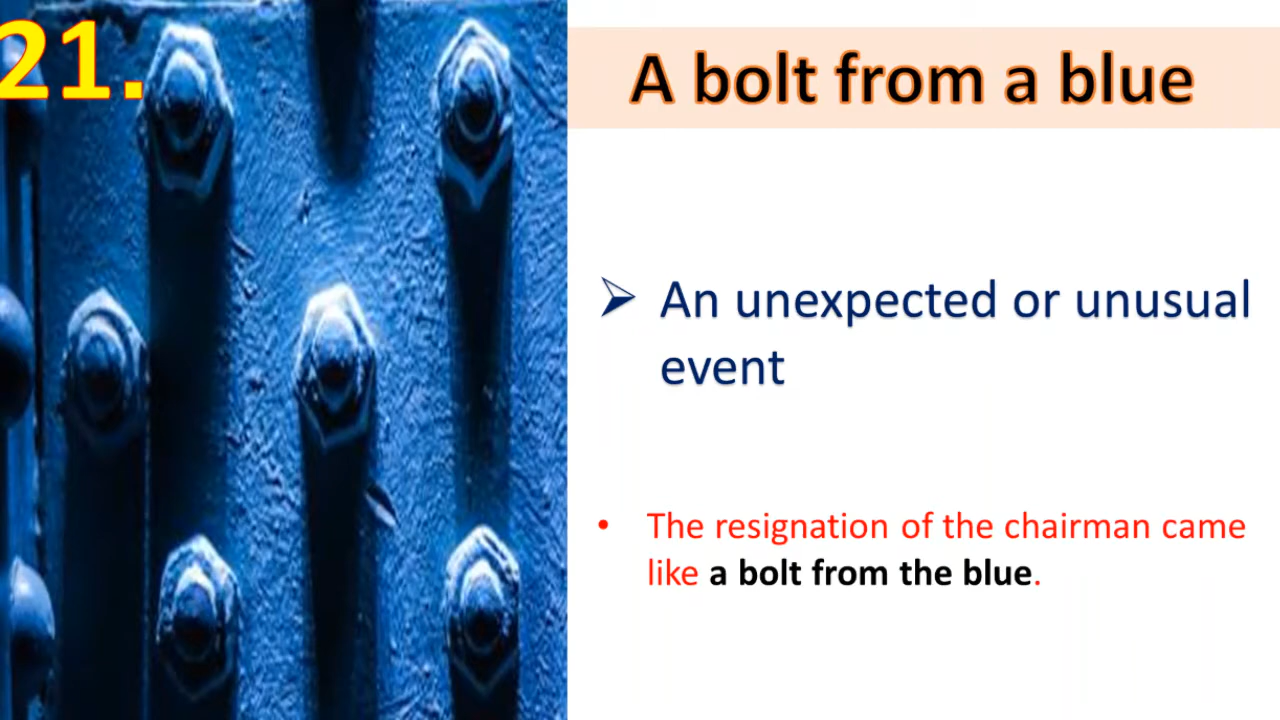 21.
A bolt from a blue
➢ An unexpected or unusual
event
• The resignation of the chairman came
like a bolt from the blue.